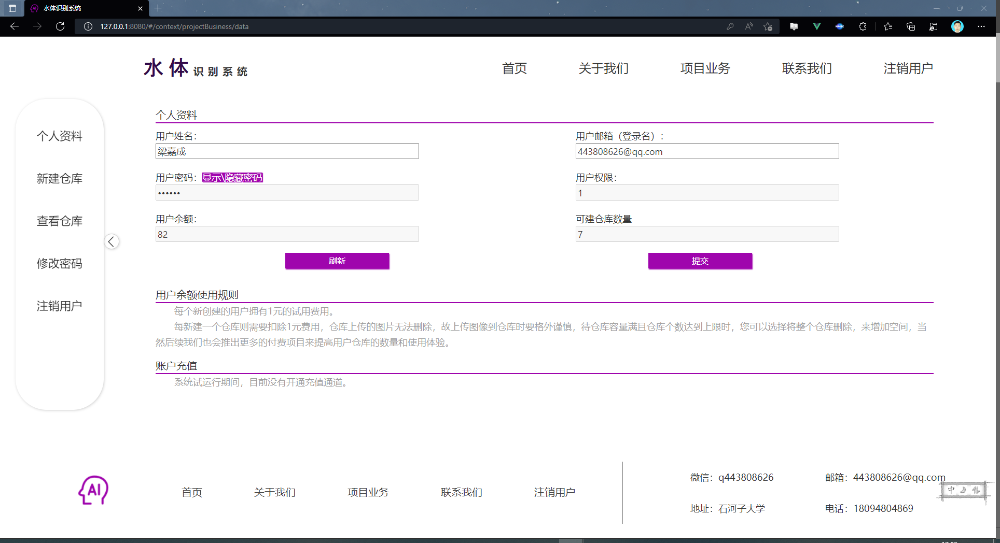 水体识别系统
127.0.0.1:8080/#/context/projectBusiness/data
水体 识别系统
首页 关于我们 项目业务 联系我们 注销用户
个人资料
新建仓库
查看仓库
修改密码
注销用户
个人资料
用户姓名：
梁嘉成
用户邮箱（登录名）：
443808626@qq.com
用户密码：显示\隐藏密码
••••••
用户权限：
1
用户余额：
82
可建仓库数量
7
刷新
提交
用户余额使用规则
每个新创建的用户拥有1元的试用费用。
每新建一个仓库则需要扣除1元费用，仓库上传的图片无法删除，故上传图像到仓库时要格外谨慎，待仓库容量满且仓库个数达到上限时，您可以选择将整个仓库删除，来增加空间，当
然后续我们也会推出更多的付费项目来提高用户仓库的数量和使用体验。
账户充值
系统试运行期间，目前没有开通充值通道。
AI
首页 关于我们 项目业务 联系我们 注销用户
微信：q443808626
邮箱：443808626@qq.com
地址：石河子大学
电话：18094804869
中